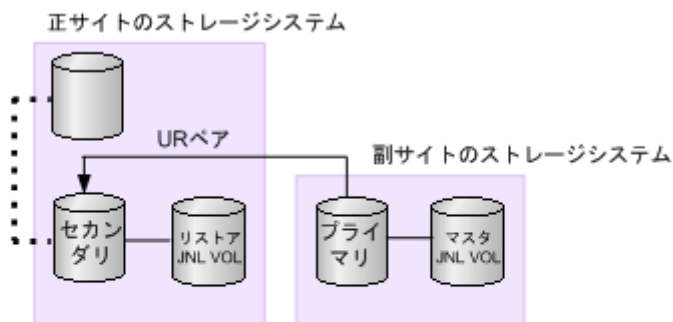 正サイトのストレージシステム
URペア
副サイトのストレージシステム
セカン
ダリ
リストア
JNL VOL
プライ
マリ
マスタ
JNL VOL